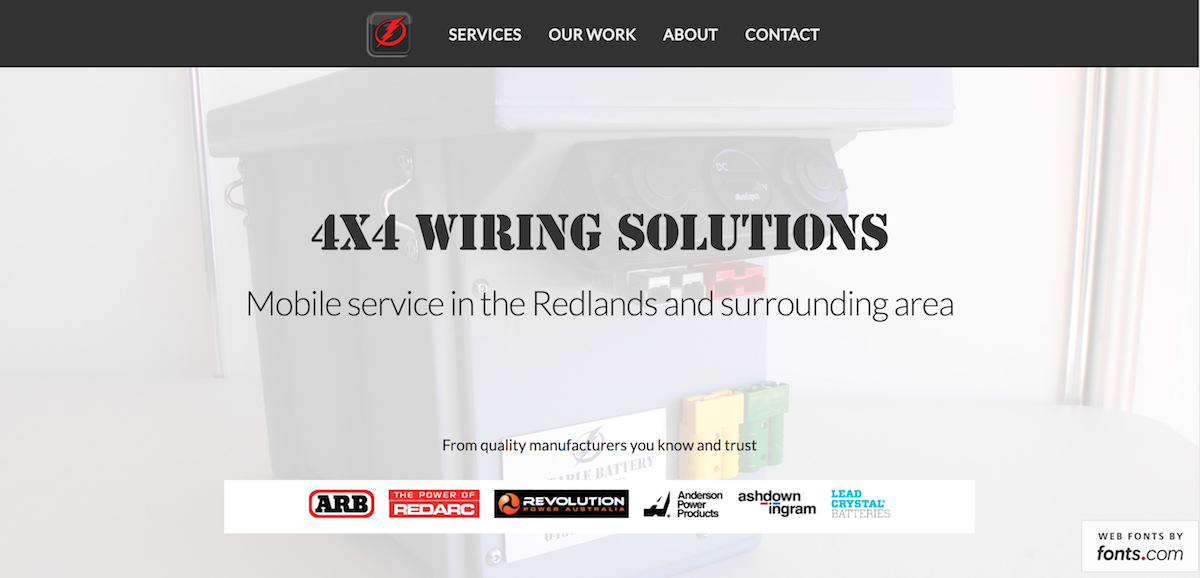 SERVICES OUR WORK ABOUT CONTACT
DC
4X4 WIRING SOLUTIONS
Mobile service in the Redlands and surrounding area
From quality manufacturers you know and trust
BATTERY
ARB
THE POWER OF
REDARC
REVOLUTION
POWER AUSTRALIA
Anderson
Power
Products
ashdown
ingram
LEAD
CRYSTAL
BATTERIES
WEB FONTS BY
fonts.com